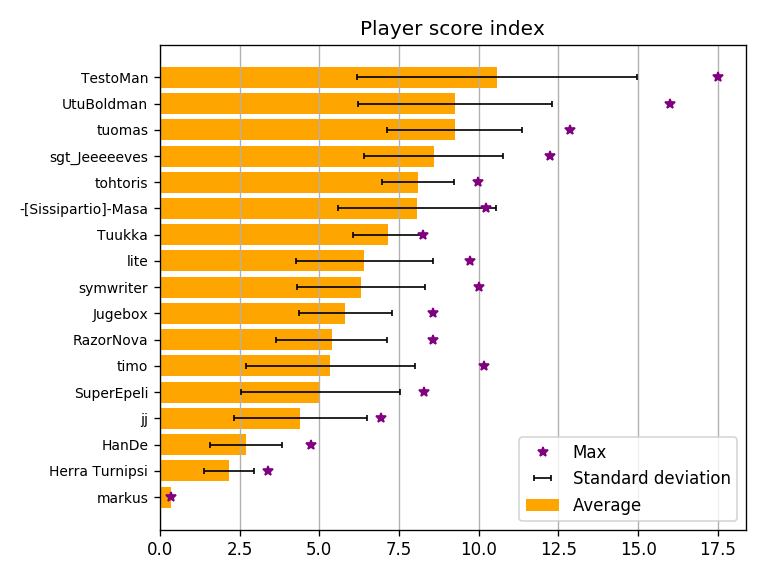 Player score index
TestoMan
UtuBoldman
tuomas
sgt_Jeeeeeves
tohtoris
-[Sissipartio]-Masa
Tuukka
lite
symwriter
Jugebox
RazorNova
timo
SuperEpeli
jj
HanDe
Herra Turnipsi
markus
Max
Standard deviation
Average
0.0 2.5 5.0 7.5 10.0 12.5 15.0 17.5